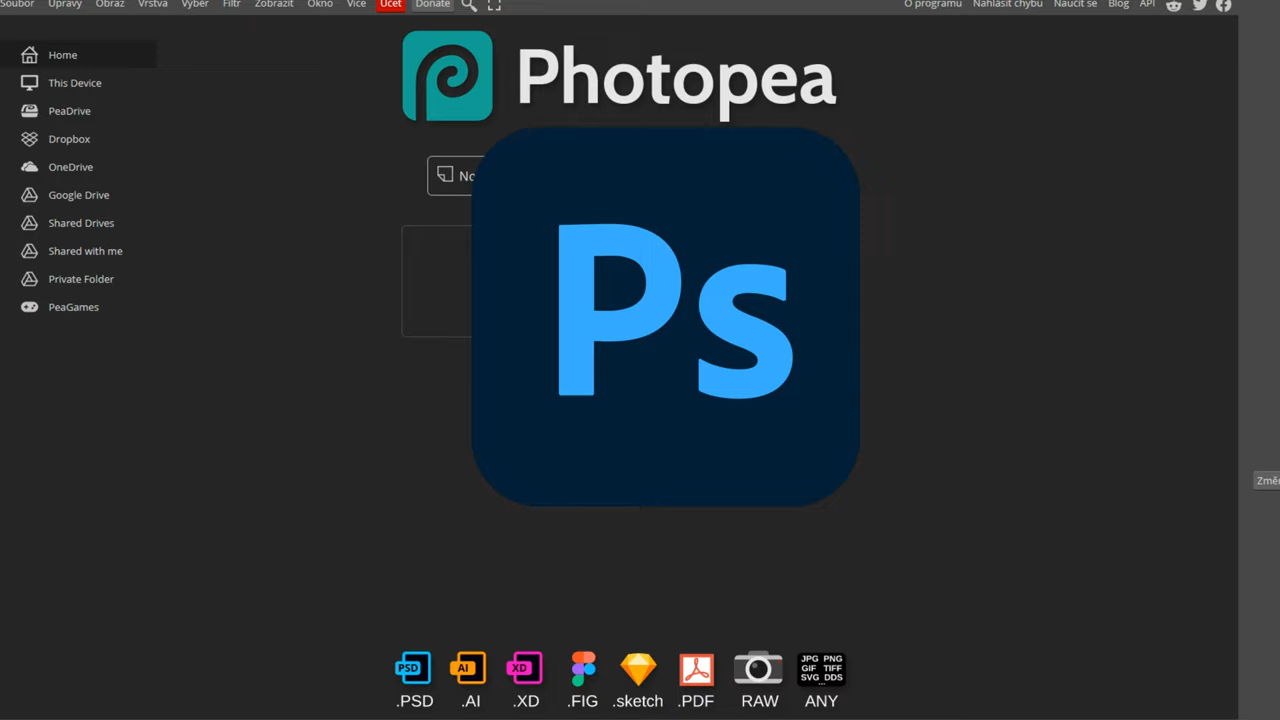 Soubor Úpravy Obraz Vrstva Výběr Filtr Zobrazit Okno Více Účet Donate
O programu Nahlásit chybu Naučit se Blog API
Home
This Device
PeaDrive
Dropbox
OneDrive
Google Drive
Shared Drives
Shared with me
Private Folder
PeaGames
Photopea
Ps
PSD
.PSD
AI
.AI
XD
.XD
.FIG
.sketch
.PDF
RAW
JPG PNG
GIF TIFF
SVG DDS
...
ANY